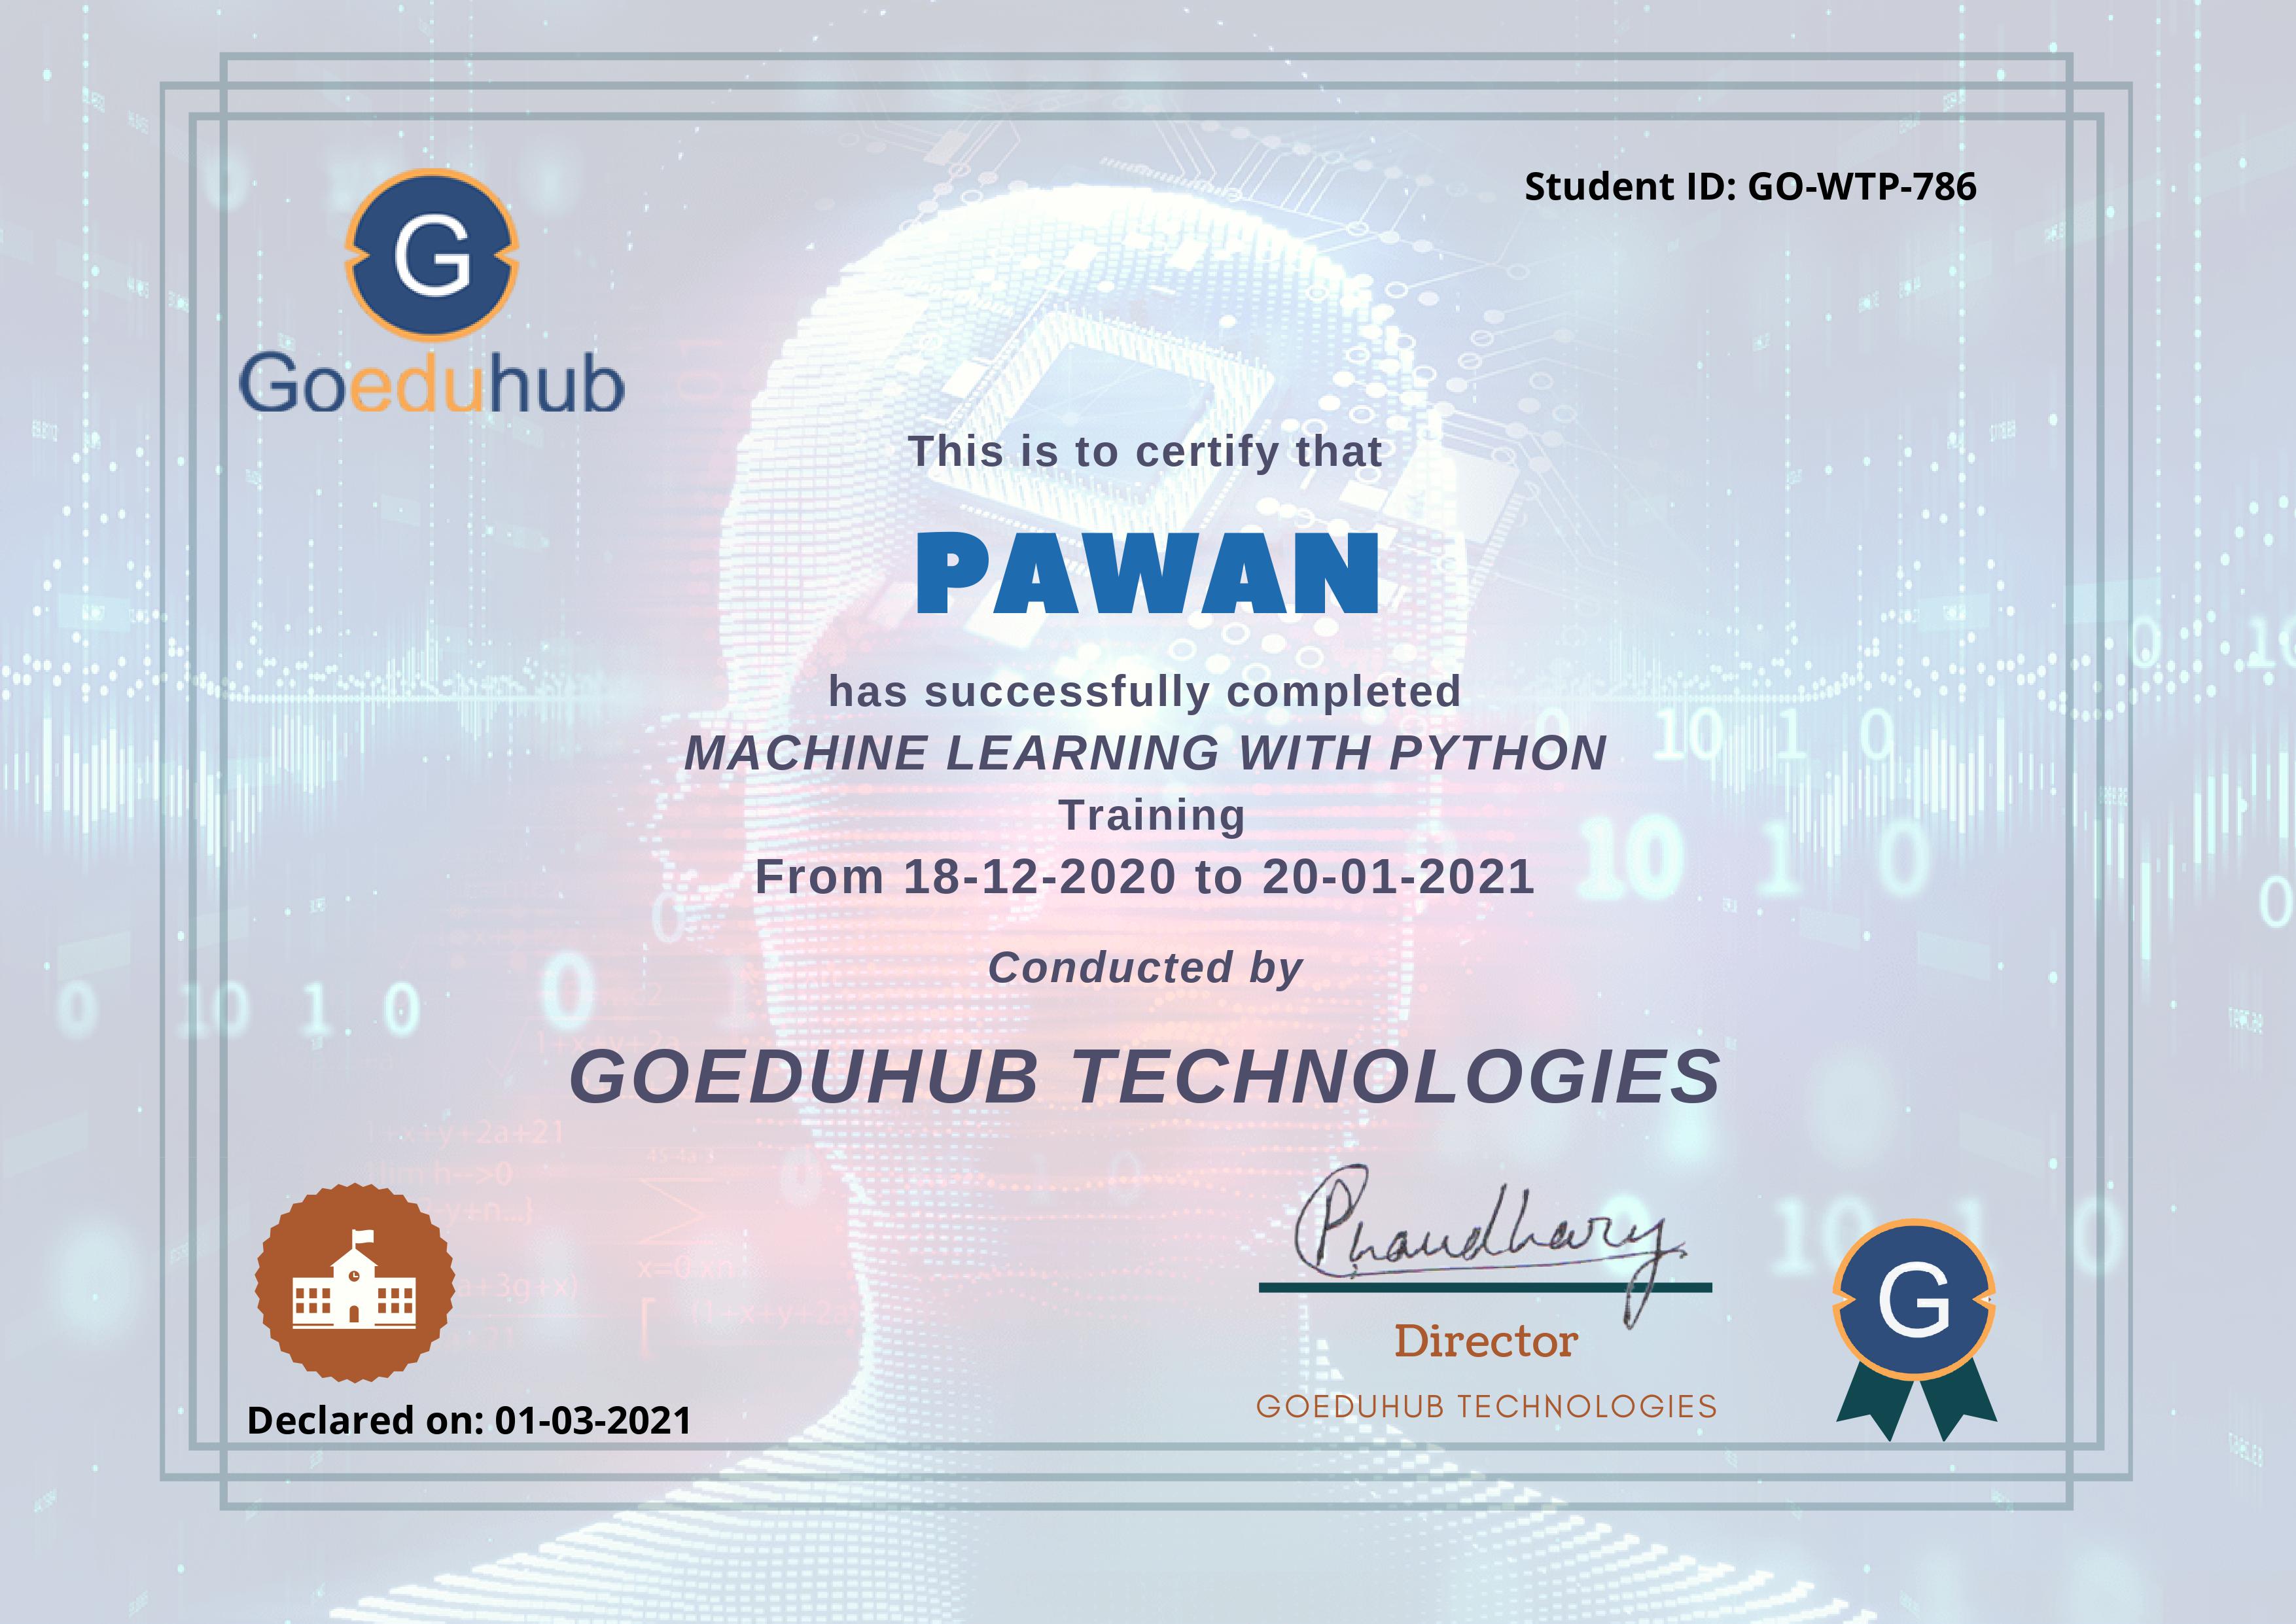 Student ID: GO-WTP-786
G
Goeduhub
This is to certify that
PAWAN
has successfully completed
MACHINE LEARNING WITH PYTHON
Training
From 18-12-2020 to 20-01-2021
Conducted by
GOEDUHUB TECHNOLOGIES
Director
GOEDUHUB TECHNOLOGIES
G
Declared on: 01-03-2021